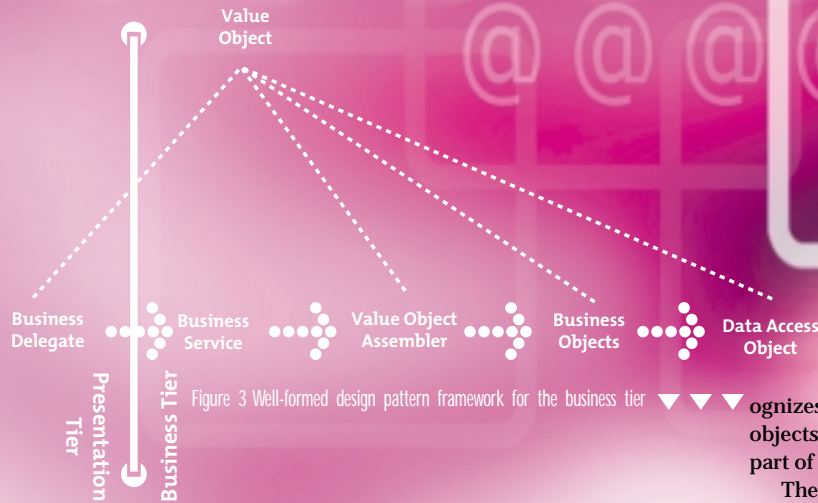 Value
Object
@ @ @ @
Business
Delegate
Business
Service
Value Object
Assembler
Business
Objects
Data Access
Object
Presentation
Tier
Business Tier
Figure 3 Well-formed design pattern framework for the business tier
ognizes
objects
part of
The